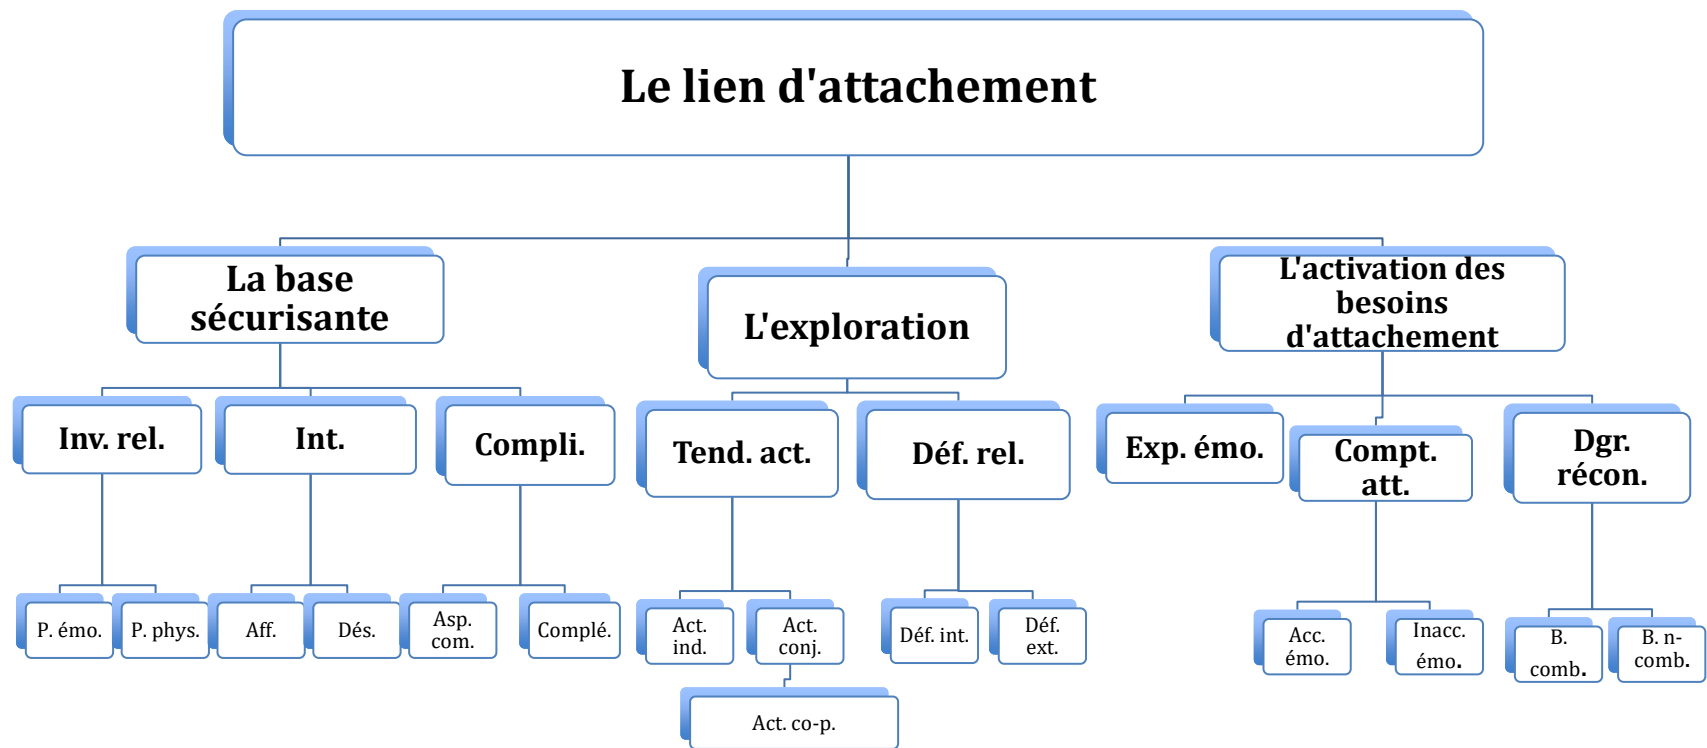 Le lien d'attachement
La base
sécurisante
L'exploration
L'activation des
besoins
d'attachement
Inv. rel.
Int.
Compli.
Tend. act.
Déf. rel.
Exp. émo.
Compt.
att.
Dgr.
récon.
P. émo.
P. phys.
Aff.
Dés.
Asp.
com.
Complé.
Act.
ind.
Act.
conj.
Déf. int.
Déf.
ext.
Acc.
émo.
Inacc.
émo.
B.
comb.
B. n-
comb.
Act. co-p.